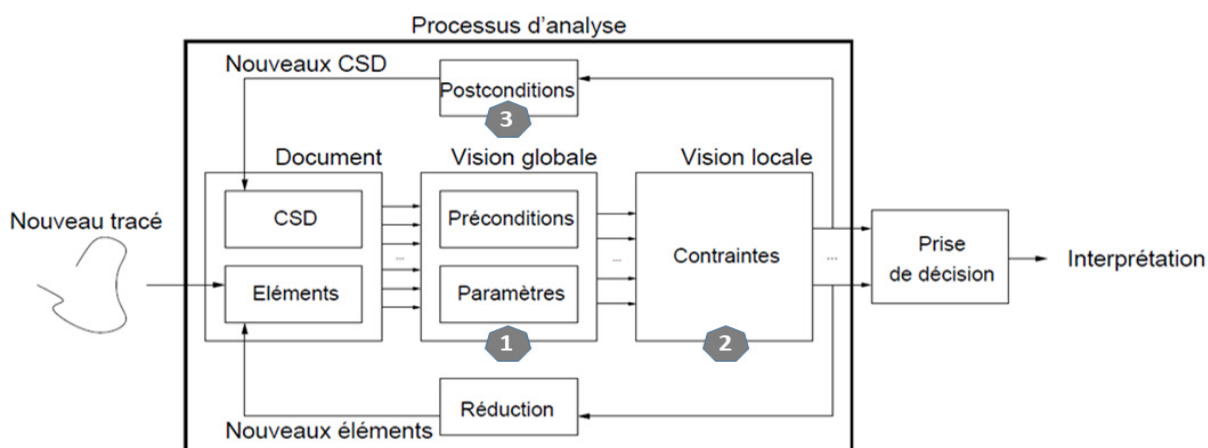 Processus d'analyse
Nouveaux CSD
Postconditions
3
Document
Vision globale
Vision locale
Nouveau tracé
CSD
Préconditions
...
...
Contraintes
...
Prise
de décision
Interprétation
Eléments
Paramètres
1
2
Réduction
Nouveaux éléments